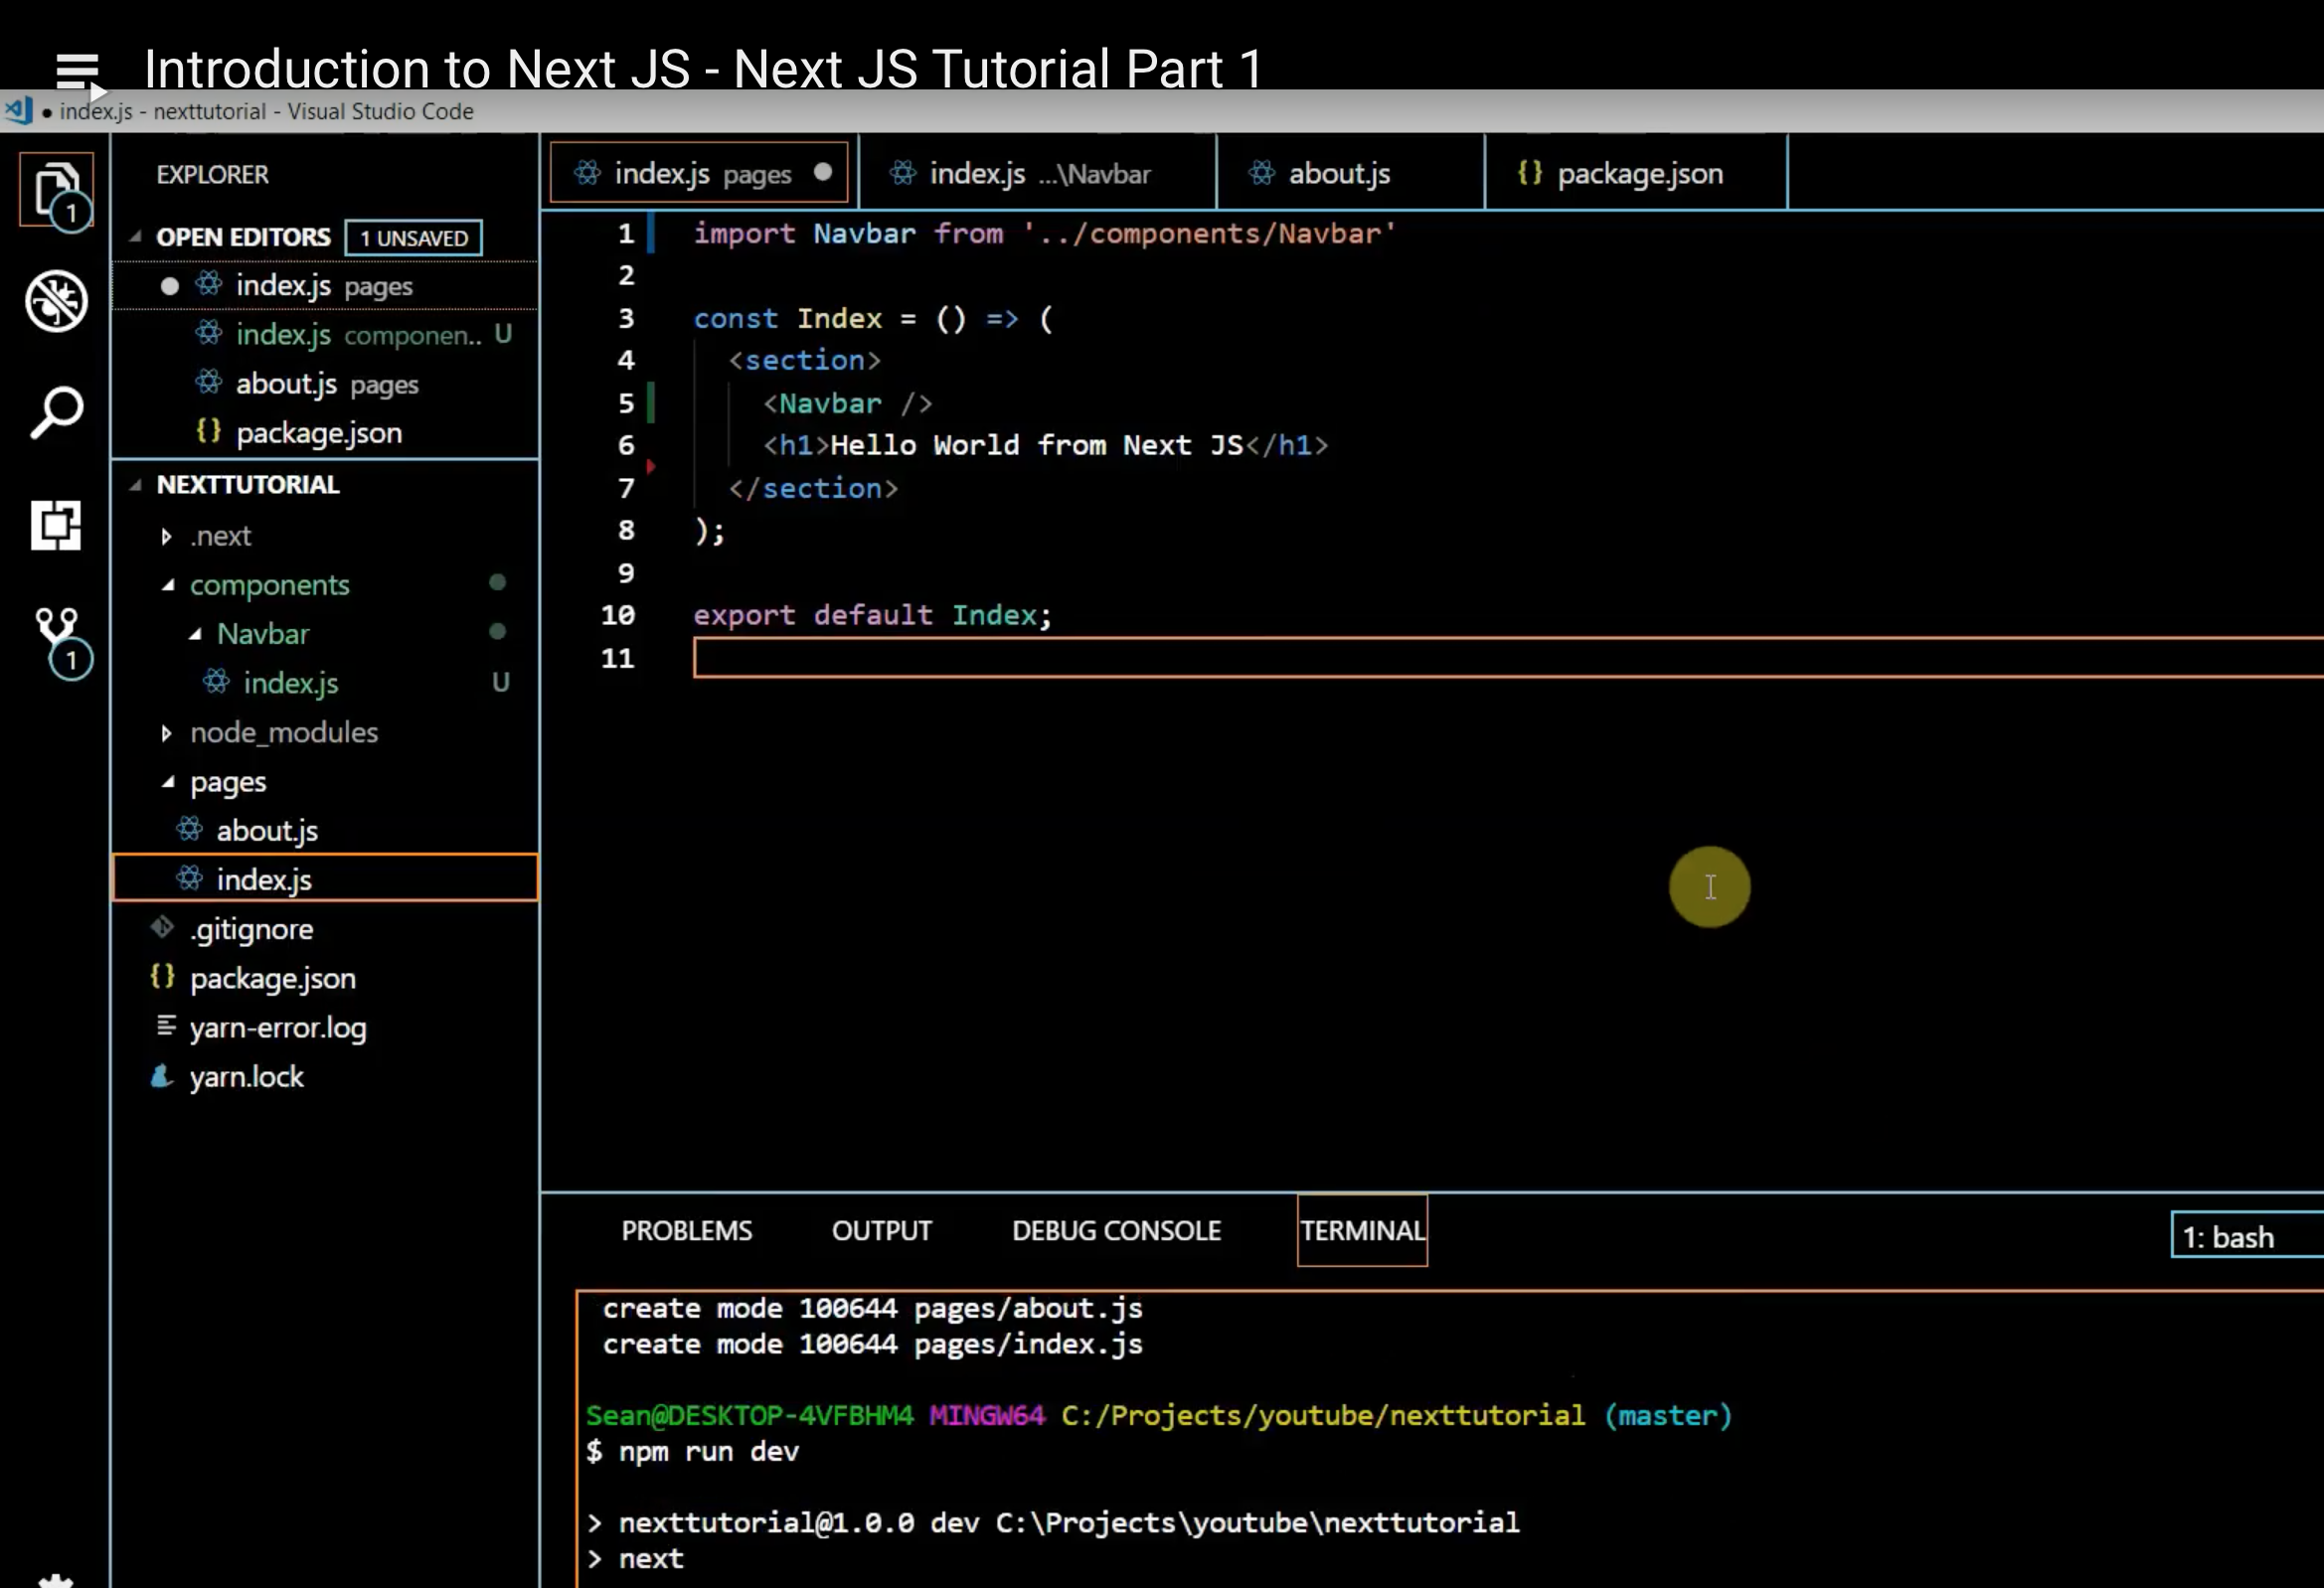 Introduction to Next JS - Next JS Tutorial Part 1
● index.js - nexttutorial - Visual Studio Code
EXPLORER
OPEN EDITORS 1 UNSAVED
index.js pages
index.js componen.. U
about.js pages
{} package.json
NEXTTUTORIAL
.next
components
Navbar
index.js U
node_modules
pages
about.js
index.js
.gitignore
{} package.json
yarn-error.log
yarn.lock
1
1
index.js pages
index.js ...\Navbar
about.js
{} package.json
1 import Navbar from '../components/Navbar'
2
3 const Index = () => (
4 <section>
5 <Navbar />
6 <h1>Hello World from Next JS</h1>
7 </section>
8 );
9
10 export default Index;
11
PROBLEMS OUTPUT DEBUG CONSOLE TERMINAL 1: bash
create mode 100644 pages/about.js
create mode 100644 pages/index.js
Sean@DESKTOP-4VFBHM4 MINGW64 C:/Projects/youtube/nexttutorial (master)
$ npm run dev
> nexttutorial@1.0.0 dev C:\Projects\youtube\nexttutorial
> next